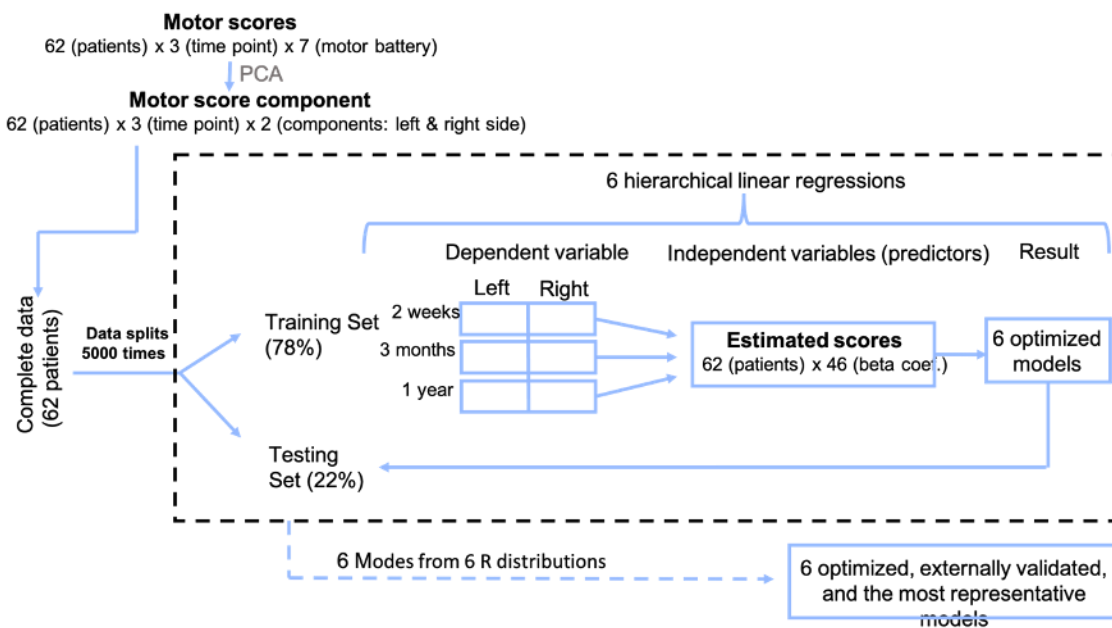 Motor scores
62 (patients) x 3 (time point) x 7 (motor battery)
PCA
Motor score component
62 (patients) x 3 (time point) x 2 (components: left & right side)
6 hierarchical linear regressions
Dependent variable
Independent variables (predictors)
Result
Left
Right
2 weeks
3 months
1 year
Complete data
(62 patients)
Data splits
5000 times
Training Set
(78%)
Estimated scores
62 (patients) x 46 (beta coef.)
6 optimized
models
Testing
Set (22%)
6 Modes from 6 R distributions
6 optimized, externally validated,
and the most representative
models